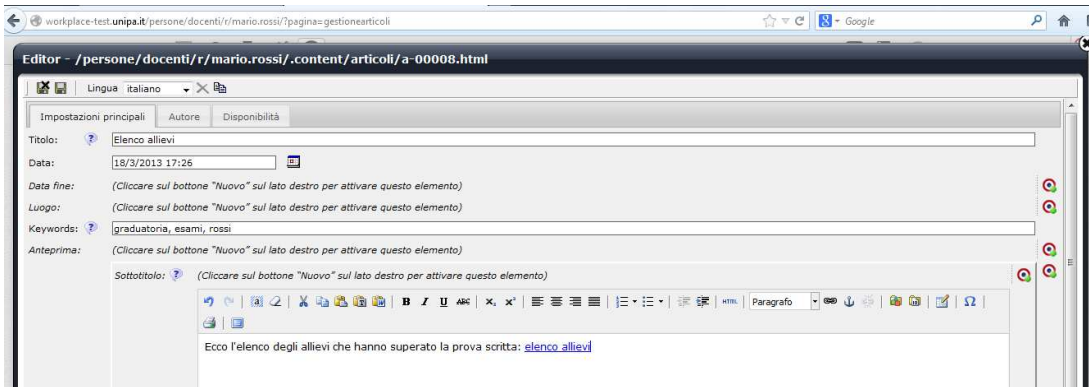 workplace-test.unipa.it/persone/docenti/r/mario.rossi/?pagina=gestionearticoli Google
Editor - /persone/docenti/r/mario.rossi/.content/articoli/a-00008.html
Lingua italiano
Impostazioni principali Autore Disponibilità
Titolo: ? Elenco allievi
Data: 18/3/2013 17:26
Data fine: (Cliccare sul bottone "Nuovo" sul lato destro per attivare questo elemento)
Luogo: (Cliccare sul bottone "Nuovo" sul lato destro per attivare questo elemento)
Keywords: ? graduatoria, esami, rossi
Anteprima: (Cliccare sul bottone "Nuovo" sul lato destro per attivare questo elemento)
Sottotitolo: ? (Cliccare sul bottone "Nuovo" sul lato destro per attivare questo elemento)
B I U ABC x₂ x² HTML Paragrafo Ω
Ecco l'elenco degli allievi che hanno superato la prova scritta: elenco allievi